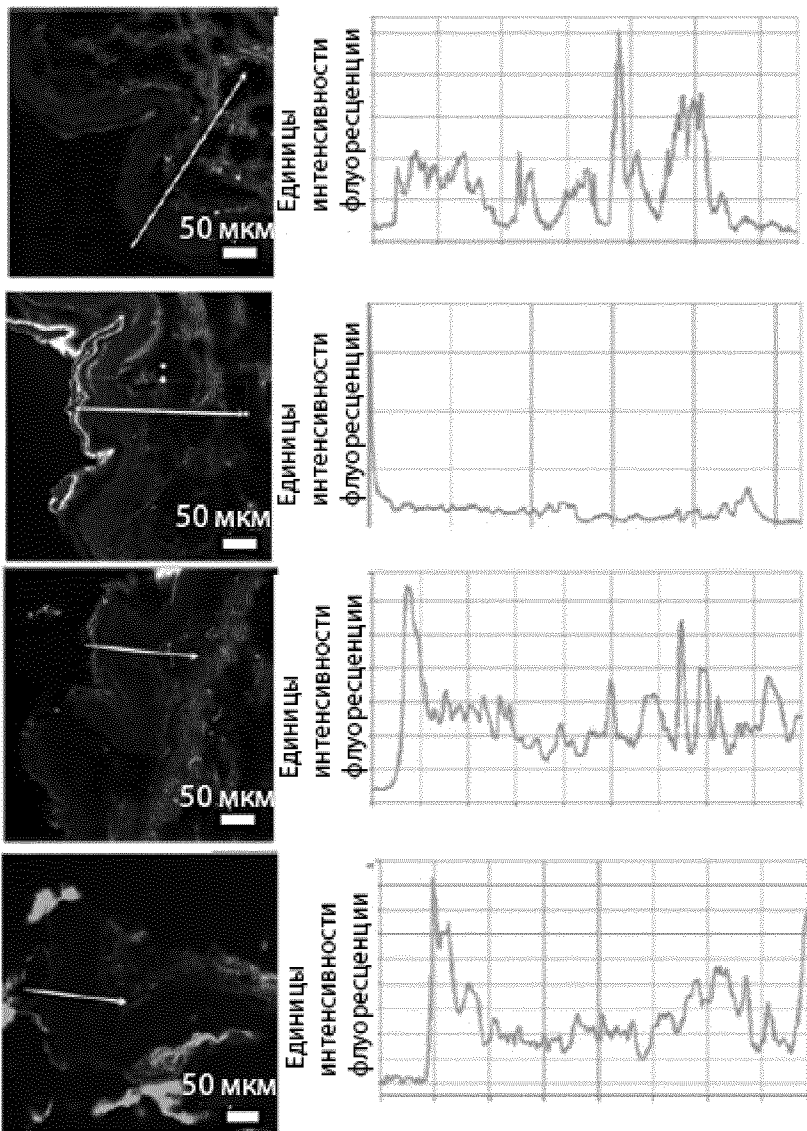 50 мкм
Единицы
интенсивности
флуоресценции
50 мкм
Единицы
интенсивности
флуоресценции
50 мкм
Единицы
интенсивности
флуоресценции
50 мкм
Единицы
интенсивности
флуоресценции